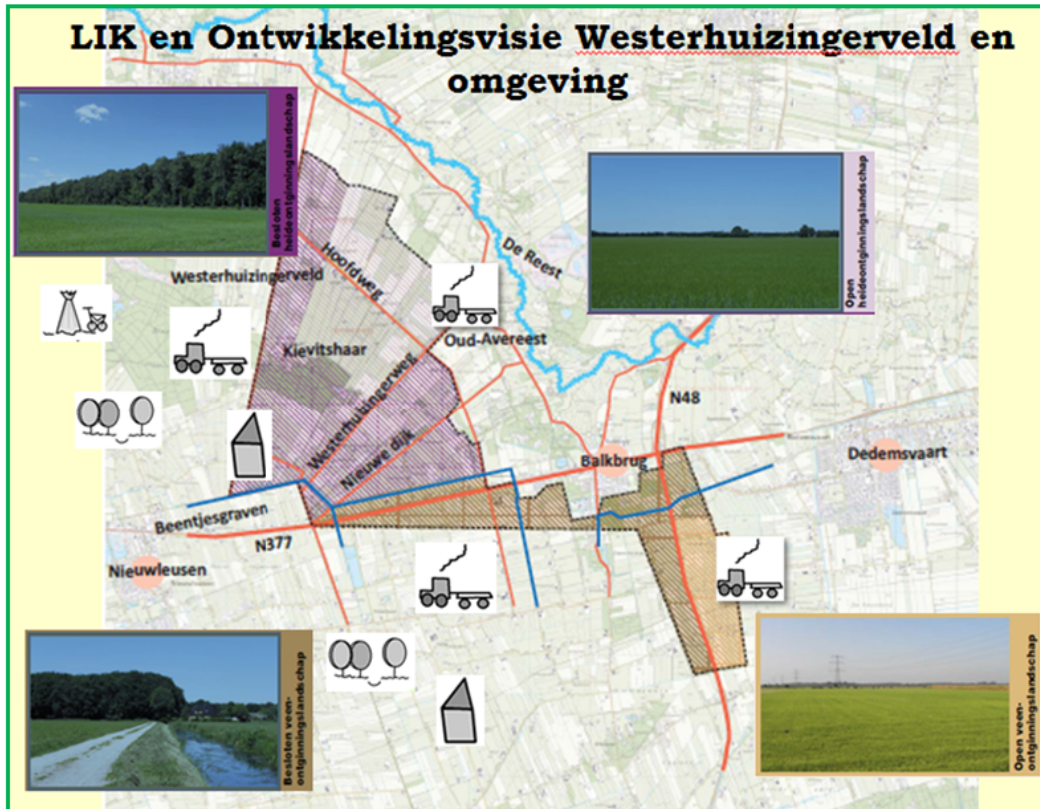 LIK en Ontwikkelingsvisie Westerhuizingerveld en
omgeving
Besloten
heideontginningslandschap
Open
heideontginningslandschap
De Reest
Hoofdweg
Westerhuizingerveld
Oud-Avereest
Kievitshaar
Westerhuizingerweg
Nieuwe dijk
N48
Balkbrug
Dedemsvaart
Beentjesgraven
N377
Nieuwleusen
Besloten veen-
ontginningslandschap
Open veen-
ontginningslandschap